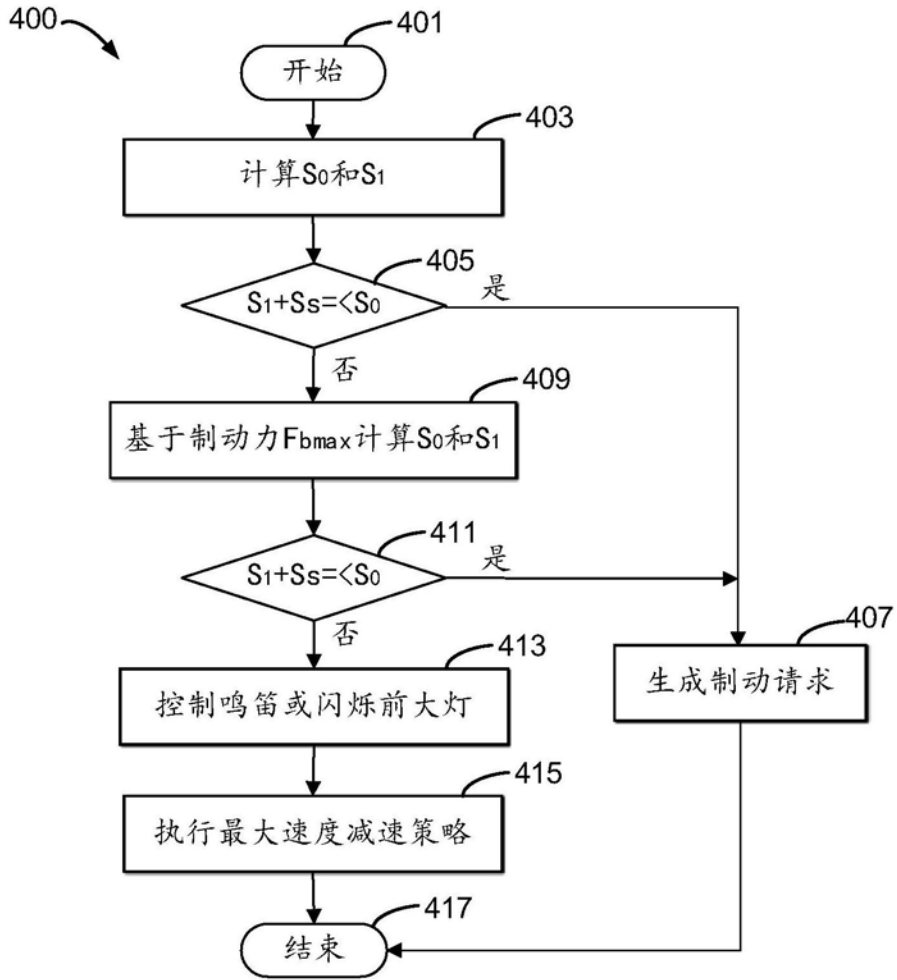 400
401
开始
403
计算S0和S1
405
S1+Ss=<S0
是
否
409
基于制动力Fbmax计算S0和S1
411
S1+Ss=<S0
是
否
407
生成制动请求
413
控制鸣笛或闪烁前大灯
415
执行最大速度减速策略
417
结束